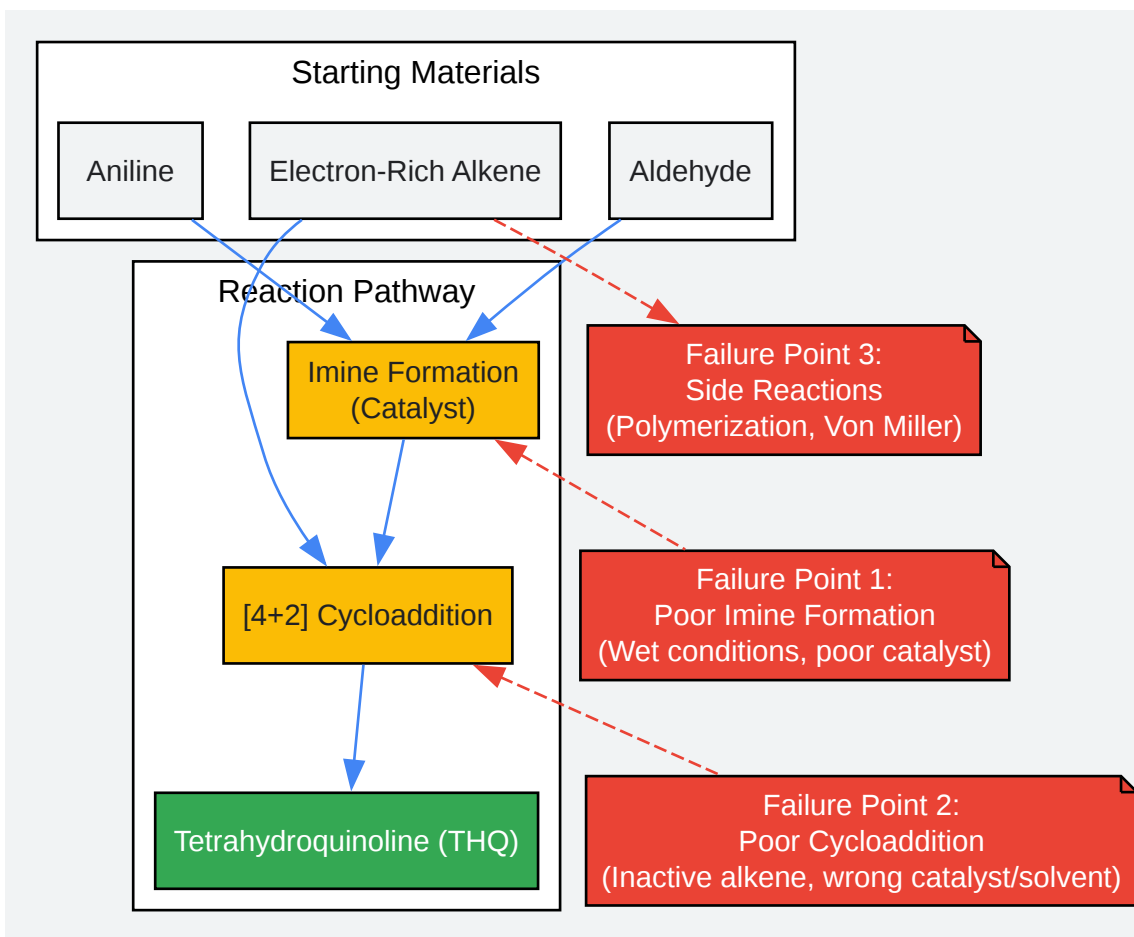 Starting Materials
Aniline
Electron-Rich Alkene
Aldehyde
Reaction Pathway
Imine Formation
(Catalyst)
Failure Point 3:
Side Reactions
(Polymerization, Von Miller)
[4+2] Cycloaddition
Failure Point 1:
Poor Imine Formation
(Wet conditions, poor catalyst)
Tetrahydroquinoline (THQ)
Failure Point 2:
Poor Cycloaddition
(Inactive alkene, wrong catalyst/solvent)